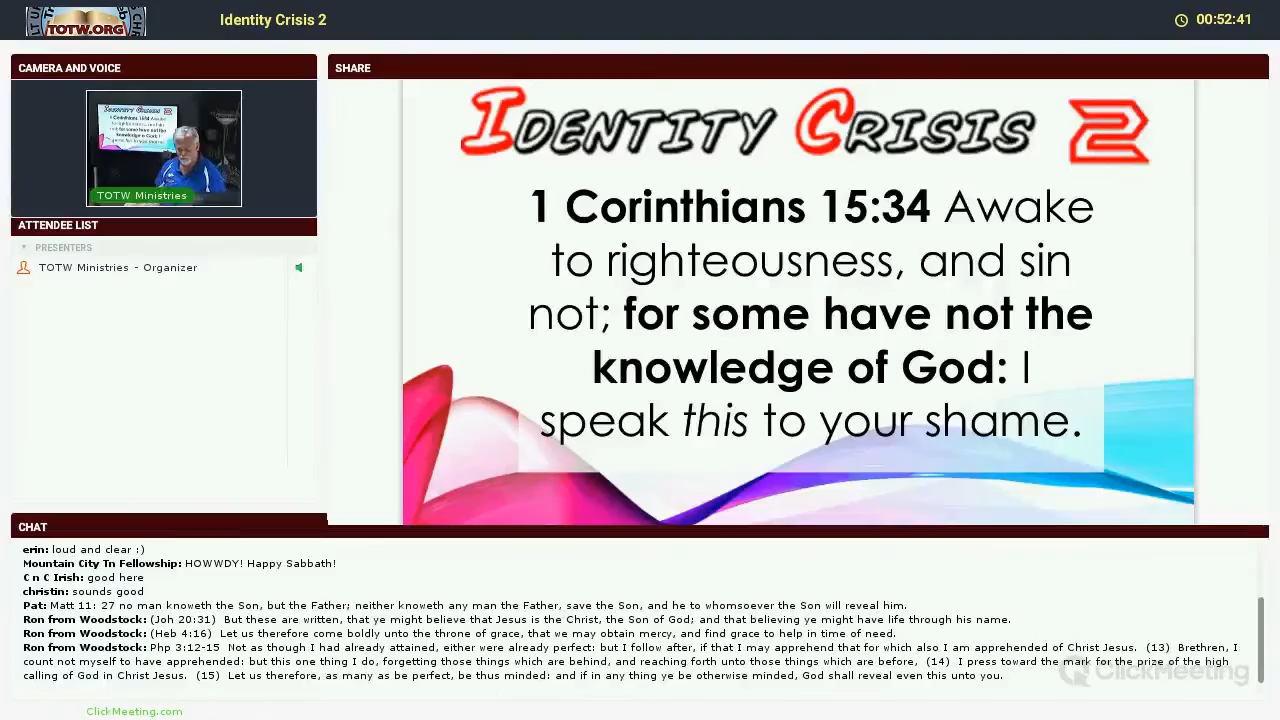 TOTW.ORG
Identity Crisis 2
00:52:41
CAMERA AND VOICE
TOTW Ministries
ATTENDEE LIST
PRESENTERS
TOTW Ministries - Organizer
SHARE
IDENTITY CRISIS 2
1 Corinthians 15:34 Awake
to righteousness, and sin
not; for some have not the
knowledge of God: I
speak this to your shame.
CHAT
erin: loud and clear :)
Mountain City Tn Fellowship: HOWWDY! Happy Sabbath!
C n C Irish: good here
christin: sounds good
Pat: Matt 11: 27 no man knoweth the Son, but the Father; neither knoweth any man the Father, save the Son, and he to whomsoever the Son will reveal him.
Ron from Woodstock: (Joh 20:31) But these are written, that ye might believe that Jesus is the Christ, the Son of God; and that believing ye might have life through his name.
Ron from Woodstock: (Heb 4:16) Let us therefore come boldly unto the throne of grace, that we may obtain mercy, and find grace to help in time of need.
Ron from Woodstock: Php 3:12-15 Not as though I had already attained, either were already perfect: but I follow after, if that I may apprehend that for which also I am apprehended of Christ Jesus. (13) Brethren, I
count not myself to have apprehended: but this one thing I do, forgetting those things which are behind, and reaching forth unto those things which are before, (14) I press toward the mark for the prize of the high
calling of God in Christ Jesus. (15) Let us therefore, as many as be perfect, be thus minded: and if in any thing ye be otherwise minded, God shall reveal even this unto you.
ClickMeeting
ClickMeeting.com